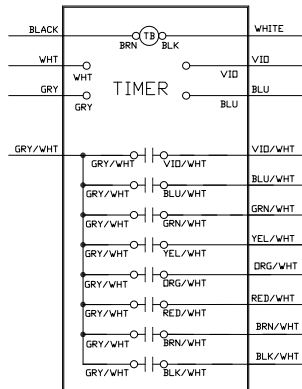 BLACK TB WHITE
BRN BLK
WHT VIO
WHT VIO
GRY TIMER BLU
GRY BLU
GRY/WHT VIO/WHT
GRY/WHT VIO/WHT
BLU/WHT
GRY/WHT BLU/WHT
GRN/WHT
GRY/WHT GRN/WHT
YEL/WHT
GRY/WHT YEL/WHT
ORG/WHT
GRY/WHT ORG/WHT
RED/WHT
GRY/WHT RED/WHT
BRN/WHT
GRY/WHT BRN/WHT
BLK/WHT
GRY/WHT BLK/WHT